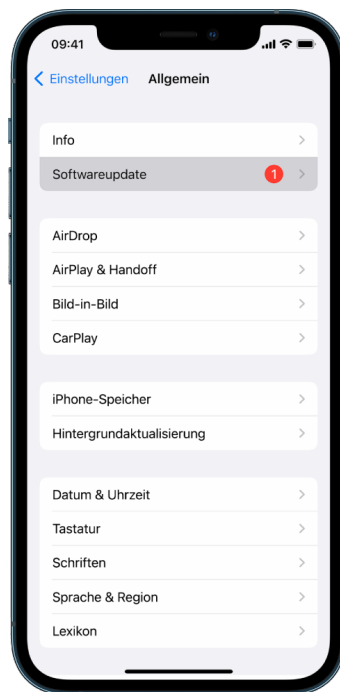 09:41
Einstellungen Allgemein
Info
Softwareupdate 1
AirDrop
AirPlay & Handoff
Bild-in-Bild
CarPlay
iPhone-Speicher
Hintergrundaktualisierung
Datum & Uhrzeit
Tastatur
Schriften
Sprache & Region
Lexikon